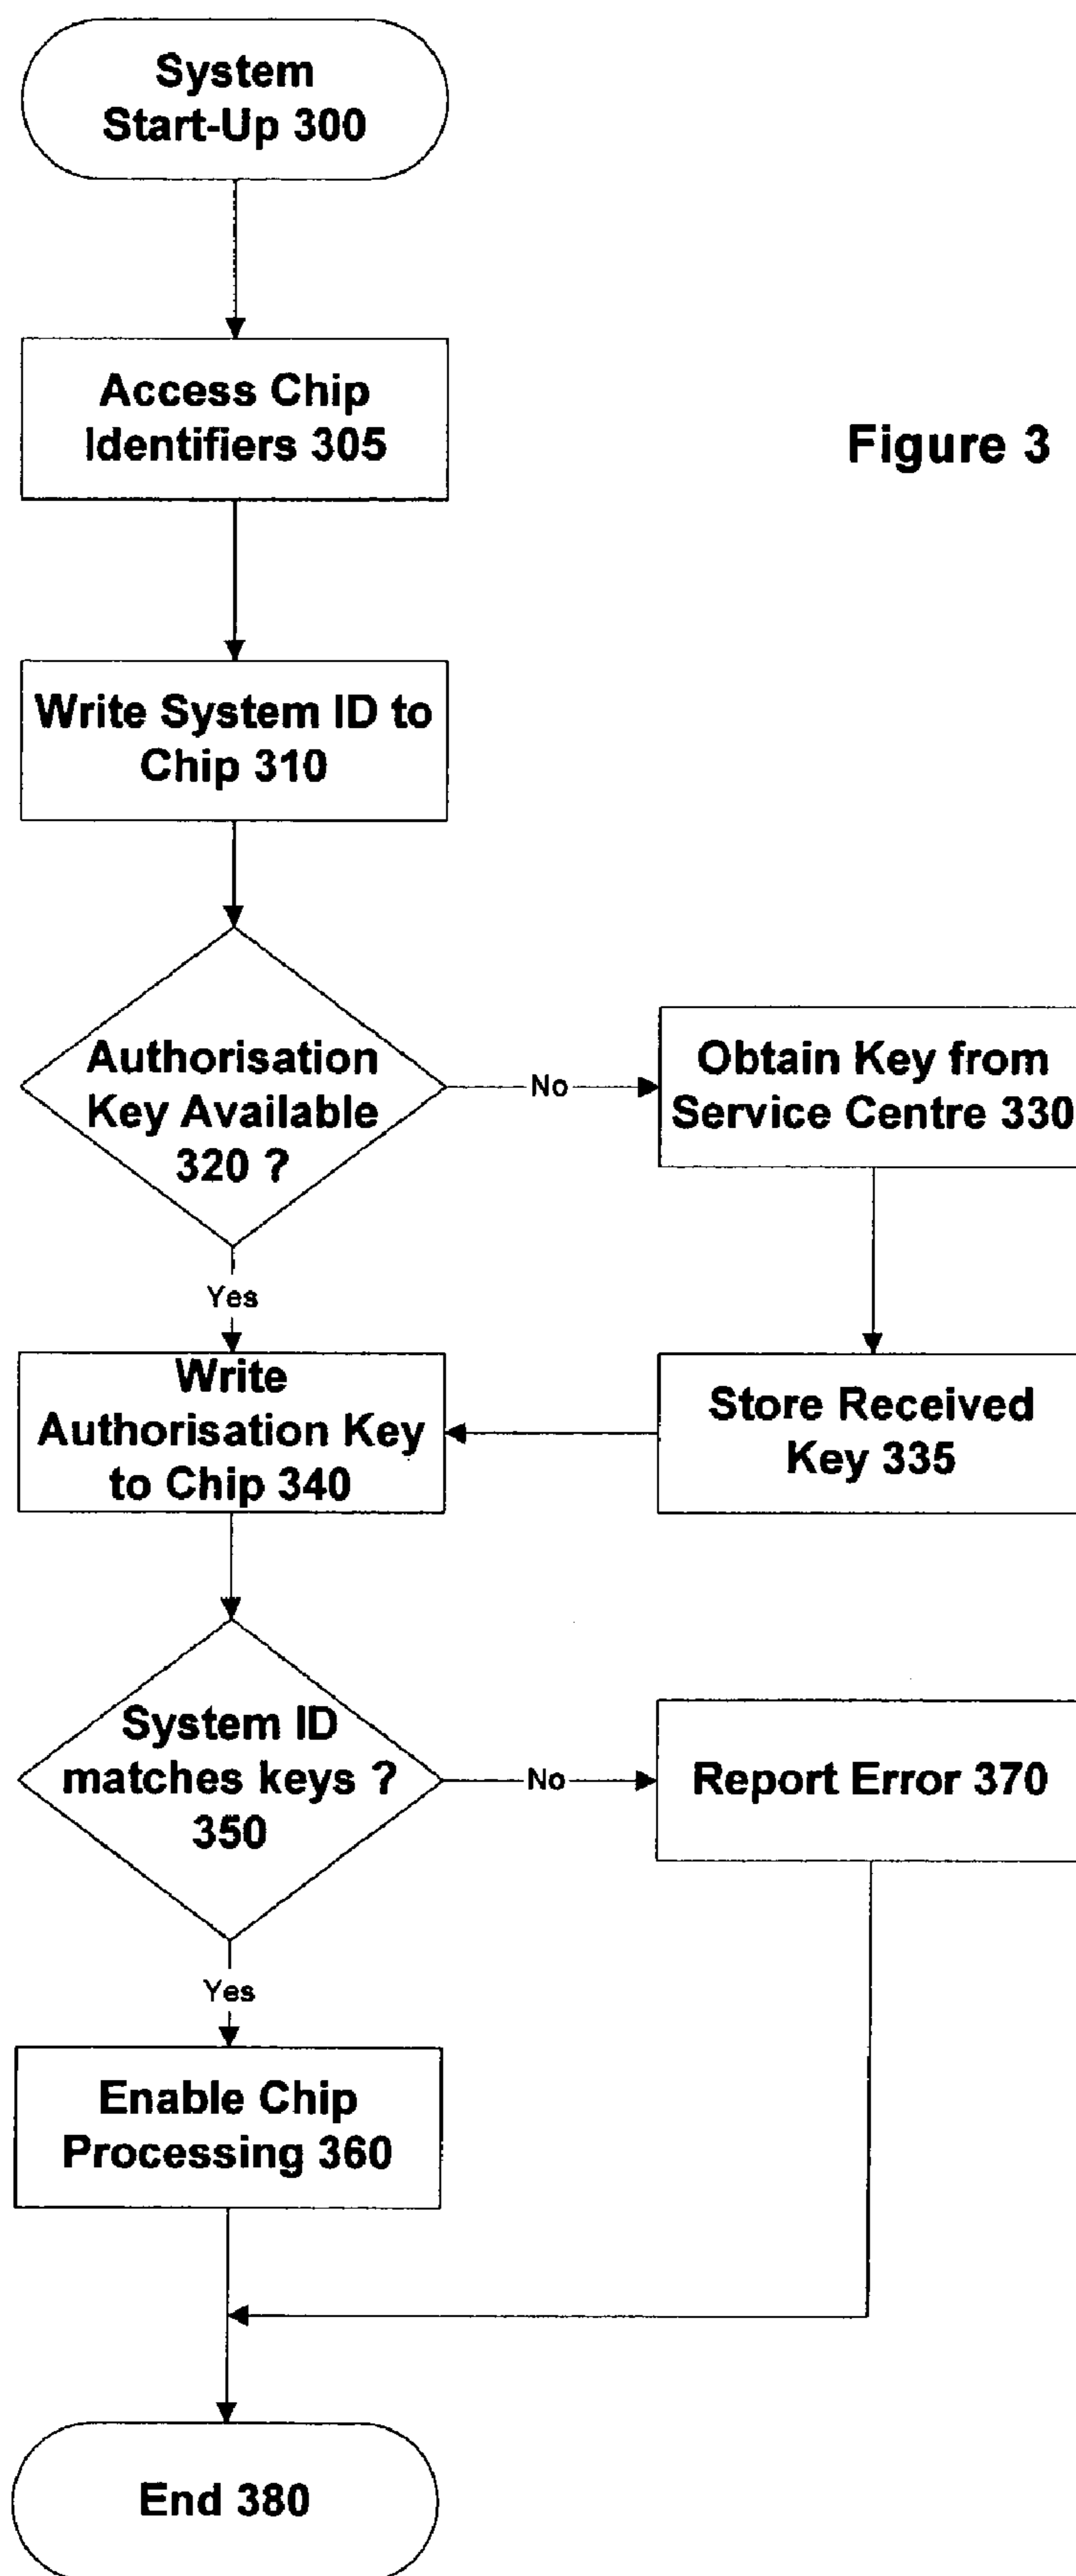 System
Start-Up 300
Access Chip
Identifiers 305
Figure 3
Write System ID to
Chip 310
Authorisation
Key Available
320 ?
No
Obtain Key from
Service Centre 330
Yes
Write
Authorisation Key
to Chip 340
Store Received
Key 335
System ID
matches keys ?
350
No
Report Error 370
Yes
Enable Chip
Processing 360
End 380